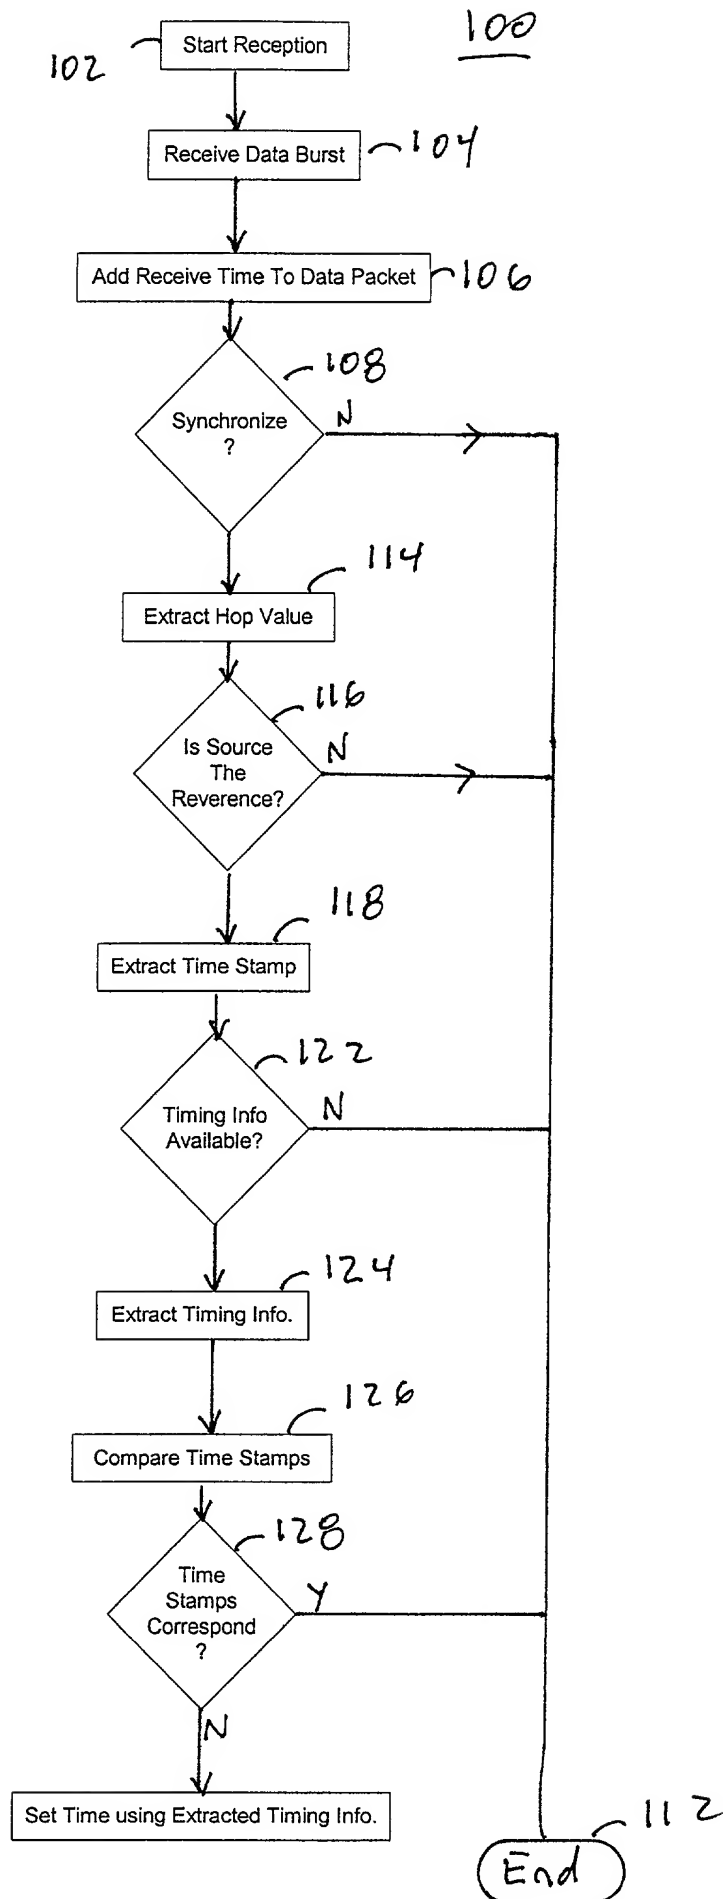 100
Start Reception
102
Receive Data Burst
104
Add Receive Time To Data Packet
106
108
Synchronize
?
N
114
Extract Hop Value
116
Is Source
The
Reverence?
N
118
Extract Time Stamp
122
Timing Info
Available?
N
124
Extract Timing Info.
126
Compare Time Stamps
128
Time
Stamps
Correspond
?
Y
N
Set Time using Extracted Timing Info.
112
End